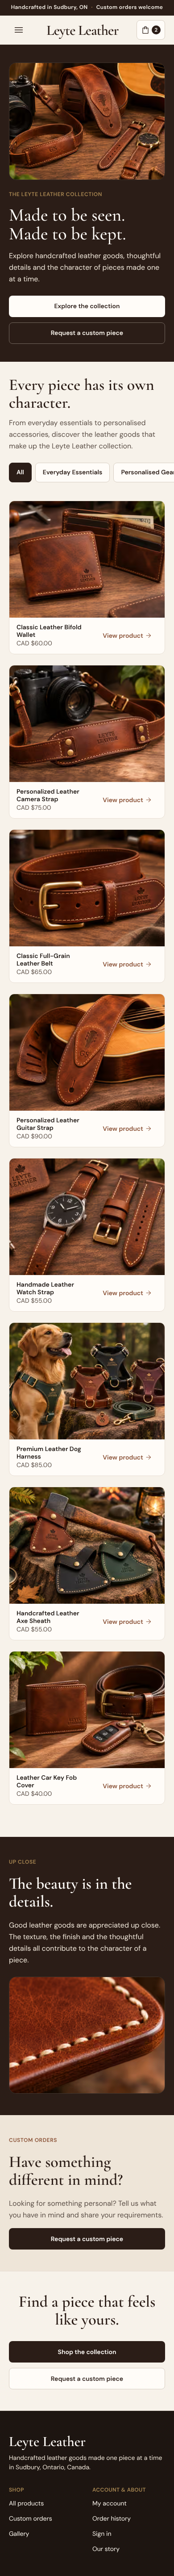 Handcrafted in Sudbury, ON · Custom orders welcome
Leyte Leather
2
THE LEYTE LEATHER COLLECTION
Made to be seen.
Made to be kept.
Explore handcrafted leather goods, thoughtful
details and the character of pieces made one
at a time.
Explore the collection
Request a custom piece
Every piece has its own
character.
From everyday essentials to personalised
accessories, discover the leather goods that
make up the Leyte Leather collection.
All
Everyday Essentials
Personalised Gear
Classic Leather Bifold
Wallet
CAD $60.00
View product →
Personalized Leather
Camera Strap
CAD $75.00
View product →
Classic Full-Grain
Leather Belt
CAD $65.00
View product →
Personalized Leather
Guitar Strap
CAD $90.00
View product →
LEYTE
LEATHER
Handmade Leather
Watch Strap
CAD $55.00
View product →
Premium Leather Dog
Harness
CAD $85.00
View product →
Handcrafted Leather
Axe Sheath
CAD $55.00
View product →
Leather Car Key Fob
Cover
CAD $40.00
View product →
UP CLOSE
The beauty is in the
details.
Good leather goods are appreciated up close.
The texture, the finish and the thoughtful
details all contribute to the character of a
piece.
CUSTOM ORDERS
Have something
different in mind?
Looking for something personal? Tell us what
you have in mind and share your requirements.
Request a custom piece
Find a piece that feels
like yours.
Shop the collection
Request a custom piece
Leyte Leather
Handcrafted leather goods made one piece at a time
in Sudbury, Ontario, Canada.
SHOP
All products
Custom orders
Gallery
ACCOUNT & ABOUT
My account
Order history
Sign in
Our story